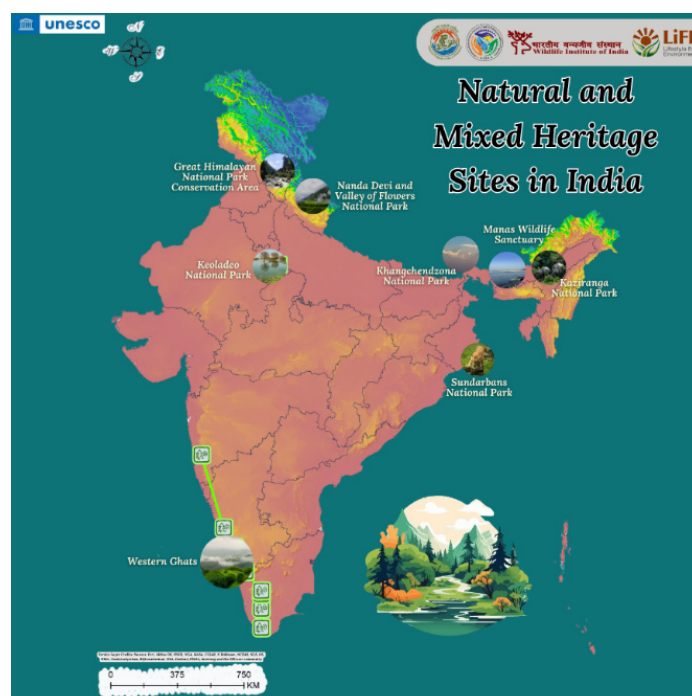 unesco
भारतीय वन्यजीव संस्थान
Wildlife Institute of India
LiFE
Natural and
Mixed Heritage
Sites in India
Great Himalayan
National Park
Conservation Area
Nanda Devi and
Valley of Flowers
National Park
Manas Wildlife
Sanctuary
Keoladeo
National Park
Khangchendzona
National Park
Kaziranga
National Park
Sundarbans
National Park
Western Ghats
0 375 750
KM